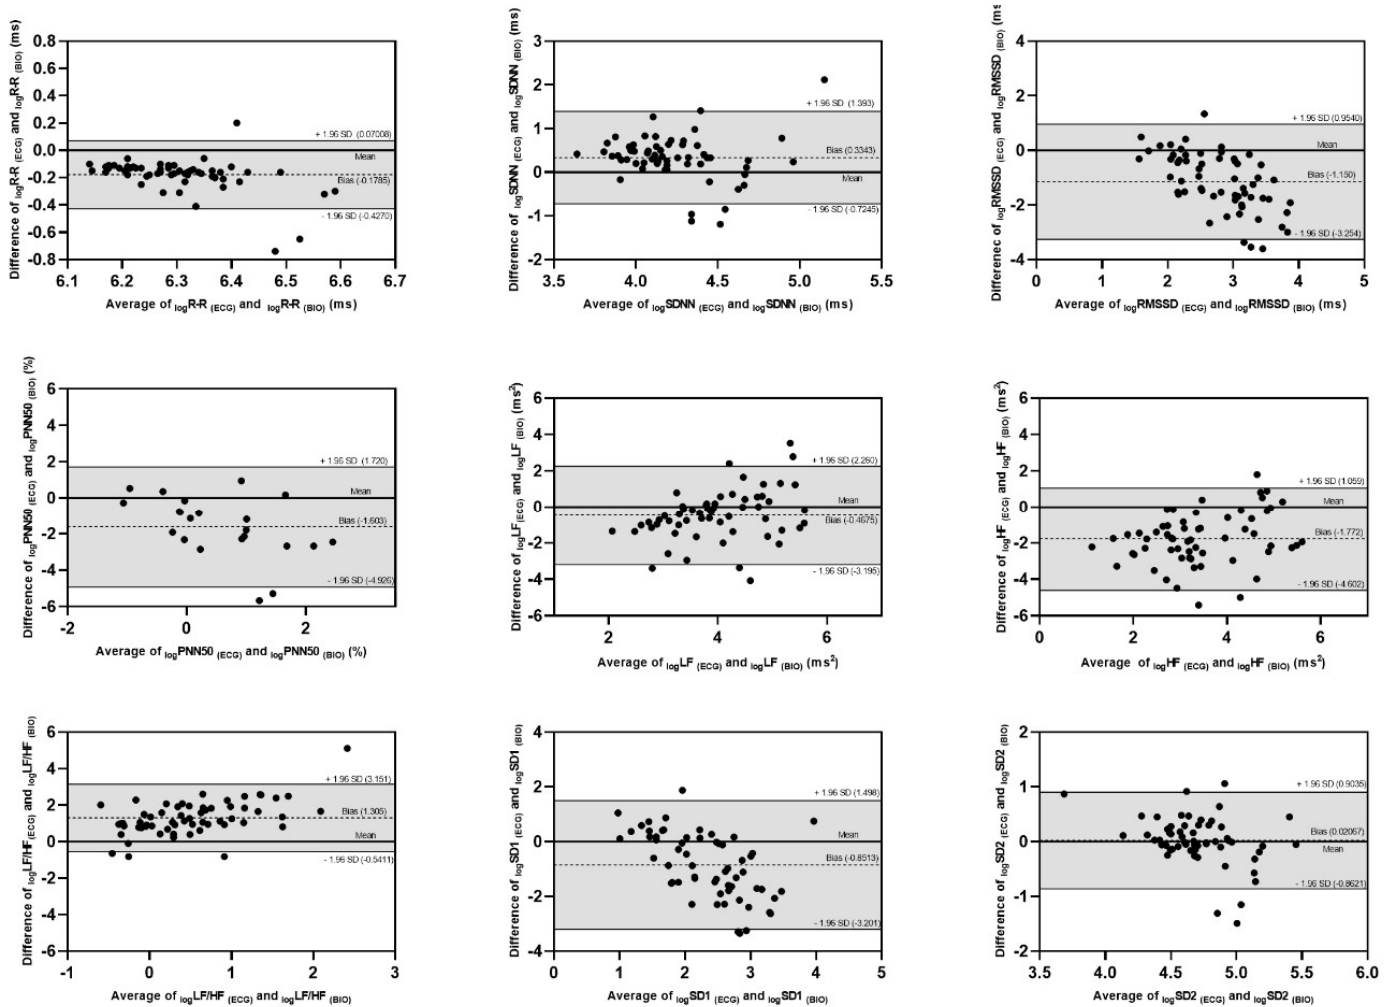 Difference of logR-R (ECG) and logR-R (BIO) (ms)
0.8
0.6
0.4
0.2
0.0
-0.2
-0.4
-0.6
-0.8
+ 1.96 SD (0.07008)
Mean
Bias (-0.1785)
- 1.96 SD (-0.4270)
6.1 6.2 6.3 6.4 6.5 6.6 6.7
Average of logR-R (ECG) and logR-R (BIO) (ms)
Difference of logSDNN (ECG) and logSDNN (BIO) (ms)
3
2
1
0
-1
-2
+ 1.96 SD (1.393)
Bias (0.3343)
Mean
- 1.96 SD (-0.7245)
3.5 4.0 4.5 5.0 5.5
Average of logSDNN (ECG) and logSDNN (BIO) (ms)
Differenec of logRMSSD (ECG) and logRMSSD (BIO) (ms)
4
2
0
-2
-4
+ 1.96 SD (0.9540)
Mean
Bias (-1.150)
- 1.96 SD (-3.254)
0 1 2 3 4 5
Average of logRMSSD (ECG) and logRMSSD (BIO) (ms)
Difference of logPNN50 (ECG) and logPNN50 (BIO) (%)
6
4
2
0
-2
-4
-6
+ 1.96 SD (1.720)
Mean
Bias (-1.603)
- 1.96 SD (-4.926)
-2 0 2
Average of logPNN50 (ECG) and logPNN50 (BIO) (%)
Difference of logLF (ECG) and logLF (BIO) (ms2)
6
4
2
0
-2
-4
-6
+ 1.96 SD (2.260)
Mean
Bias (-0.4675)
- 1.96 SD (-3.195)
2 4 6
Average of logLF (ECG) and logLF (BIO) (ms2)
Difference of logHF (ECG) and logHF (BIO) (ms2)
6
4
2
0
-2
-4
-6
+ 1.96 SD (1.059)
Mean
Bias (-1.772)
- 1.96 SD (-4.602)
0 2 4 6
Average of logHF (ECG) and logHF (BIO) (ms2)
Difference of logLF/HF (ECG) and logLF/HF (BIO)
6
4
2
0
-2
-4
-6
+ 1.96 SD (3.151)
Bias (1.305)
Mean
- 1.96 SD (-0.5411)
-1 0 1 2 3
Average of logLF/HF (ECG) and logLF/HF (BIO)
Difference of logSD1 (ECG) and logSD1 (BIO)
4
2
0
-2
-4
+ 1.96 SD (1.498)
Mean
Bias (-0.8513)
- 1.96 SD (-3.201)
0 1 2 3 4 5
Average of logSD1 (ECG) and logSD1 (BIO)
Difference of logSD2 (ECG) and logSD2 (BIO)
2
1
0
-1
-2
+ 1.96 SD (0.9035)
Bias (0.02067)
Mean
- 1.96 SD (-0.8621)
3.5 4.0 4.5 5.0 5.5 6.0
Average of logSD2 (ECG) and logSD2 (BIO)